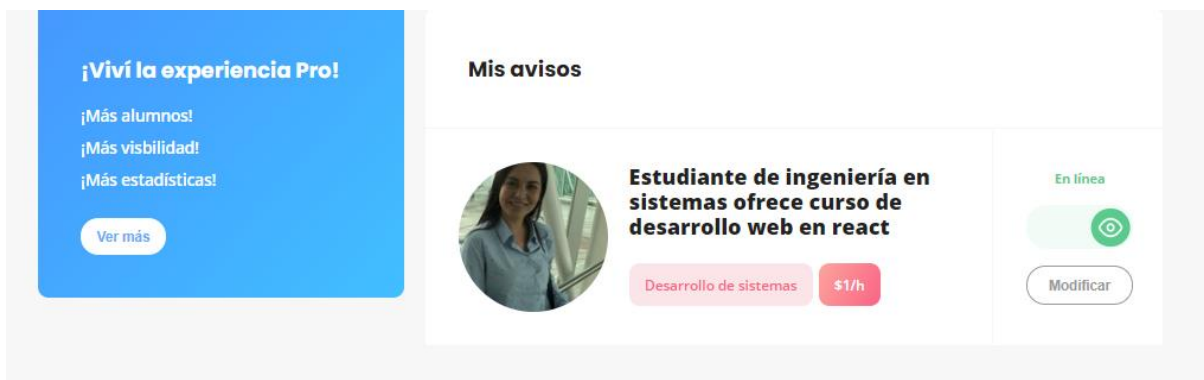 ¡Viví la experiencia Pro!
¡Más alumnos!
¡Más visbilidad!
¡Más estadísticas!
Ver más
Mis avisos
Estudiante de ingeniería en
sistemas ofrece curso de
desarrollo web en react
Desarrollo de sistemas
$1/h
En línea
Modificar